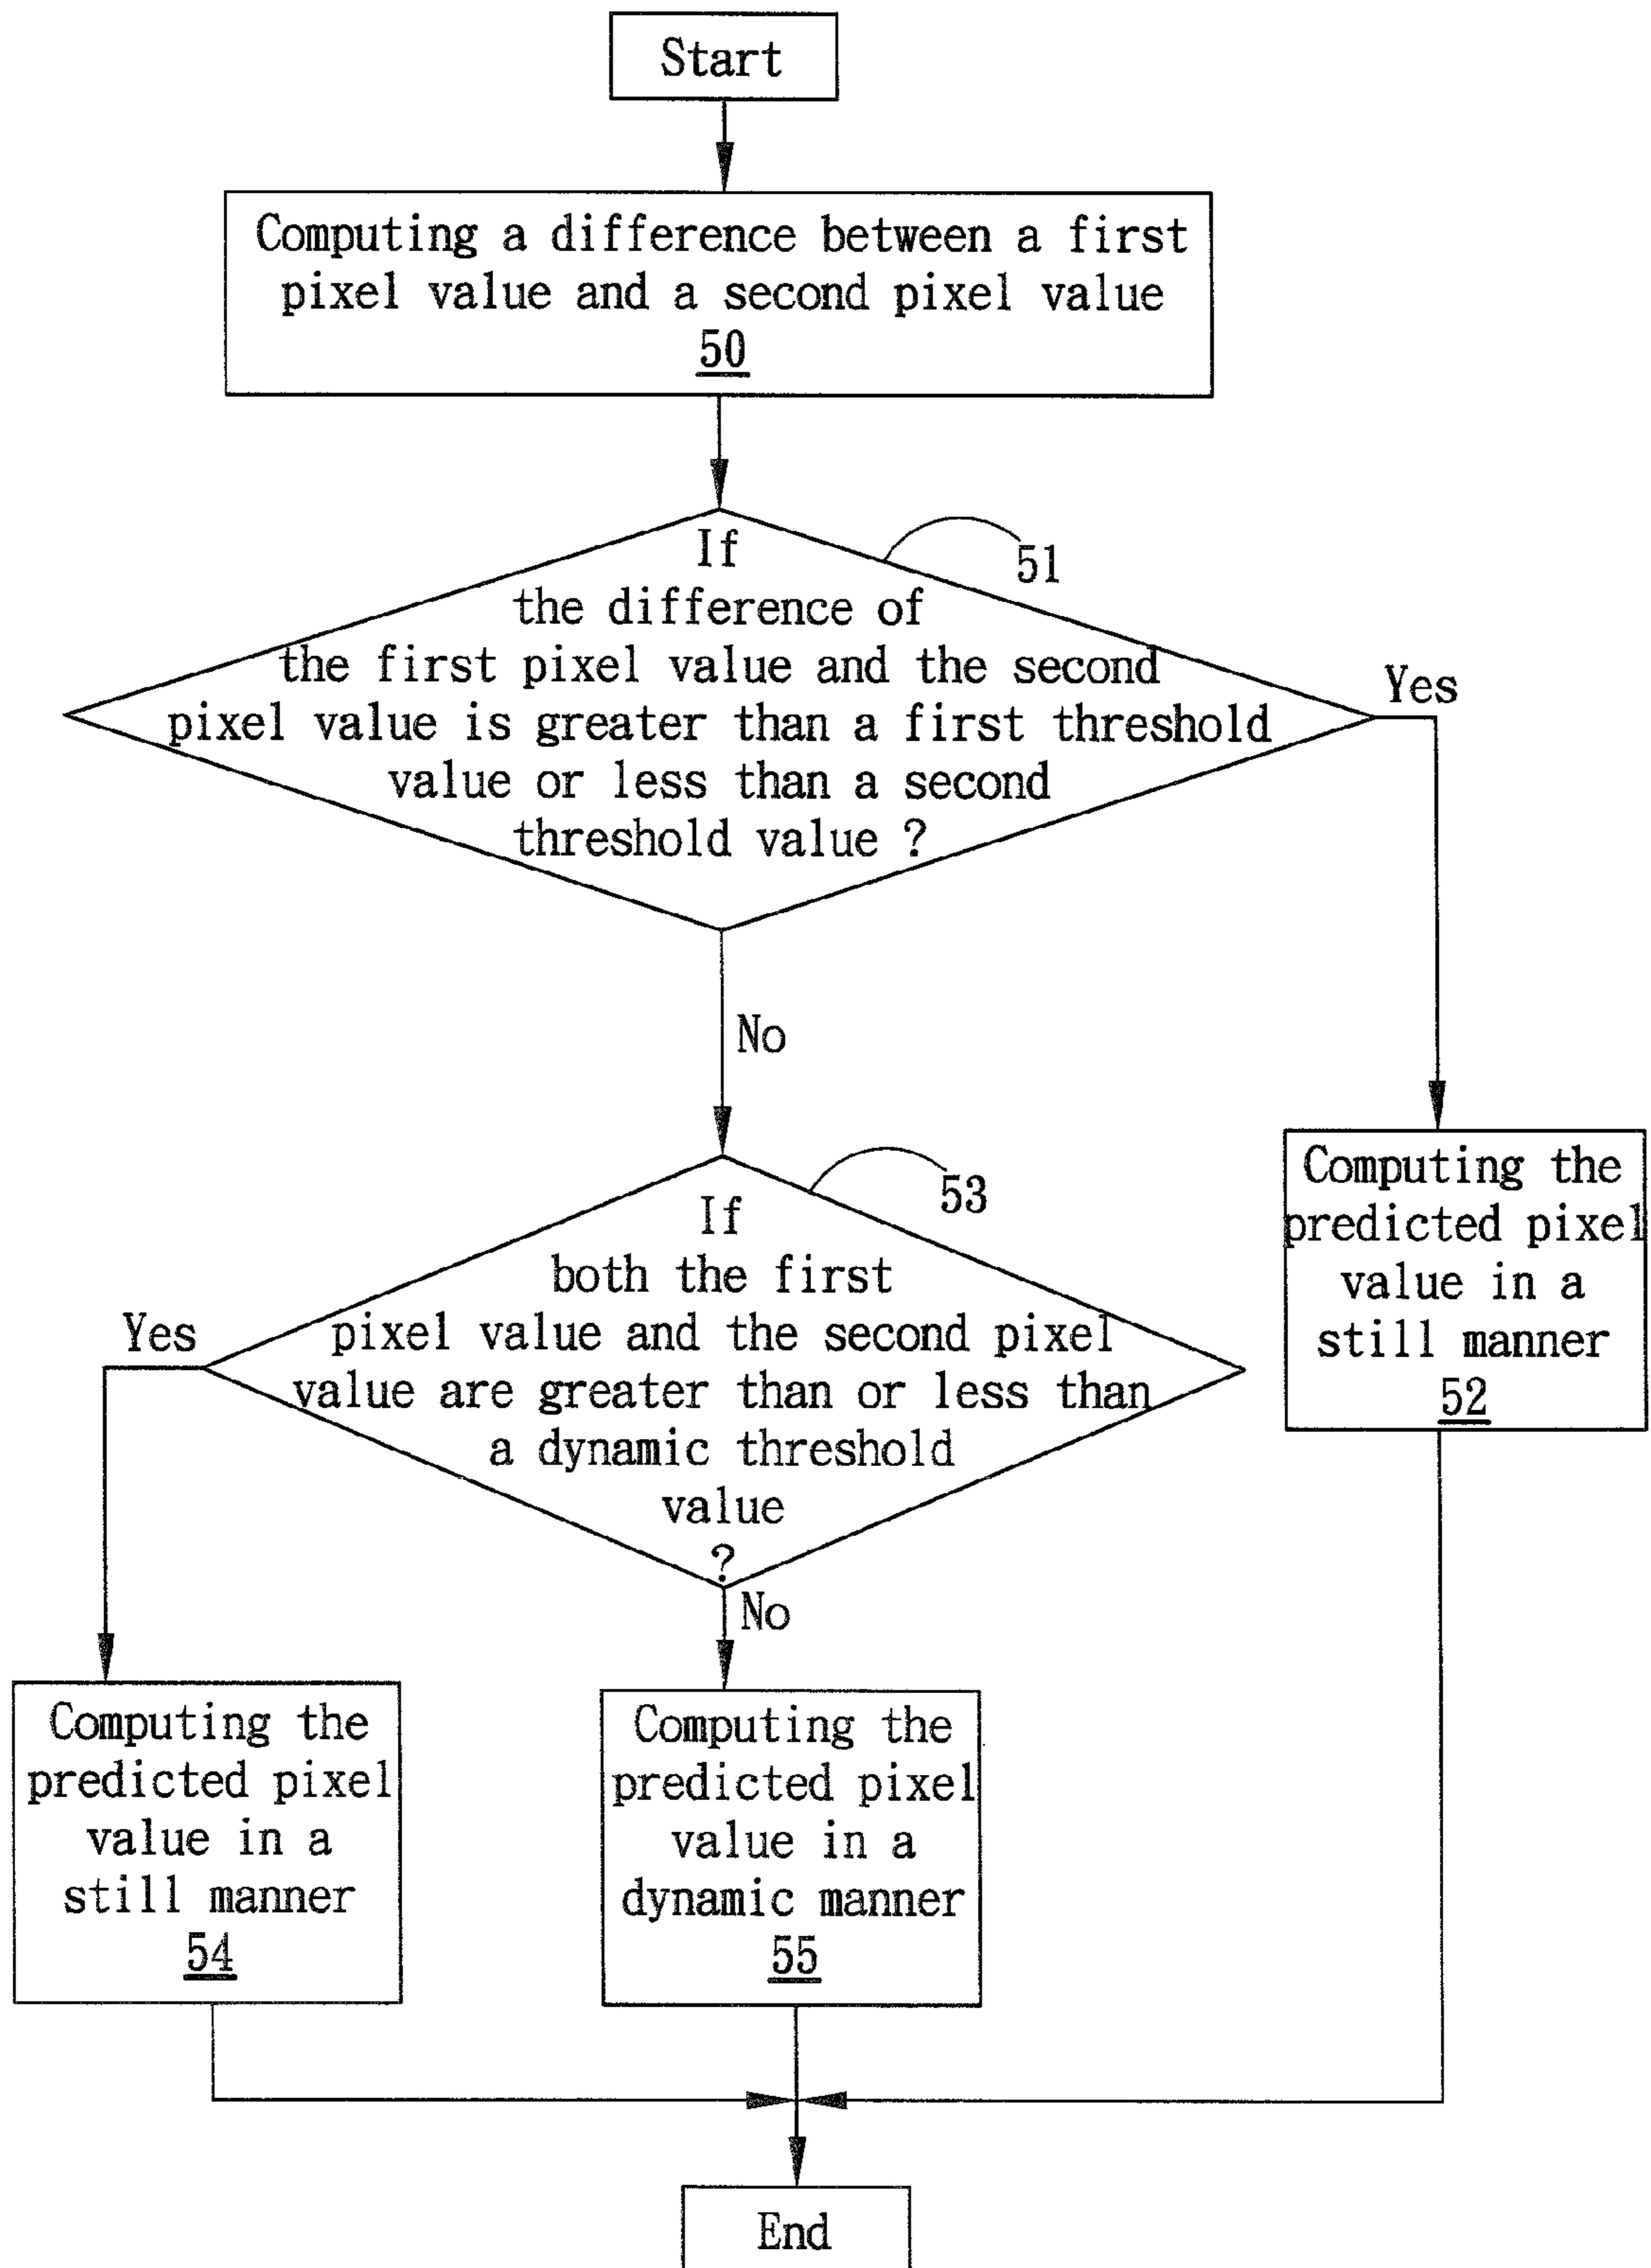 Start
Computing a difference between a first
pixel value and a second pixel value
50
If
51
the difference of
the first pixel value and the second
pixel value is greater than a first threshold
value or less than a second
threshold value ?
Yes
No
If
53
both the first
pixel value and the second pixel
value are greater than or less than
a dynamic threshold
value
?
Yes
No
Computing the
predicted pixel
value in a
still manner
52
Computing the
predicted pixel
value in a
still manner
54
Computing the
predicted pixel
value in a
dynamic manner
55
End